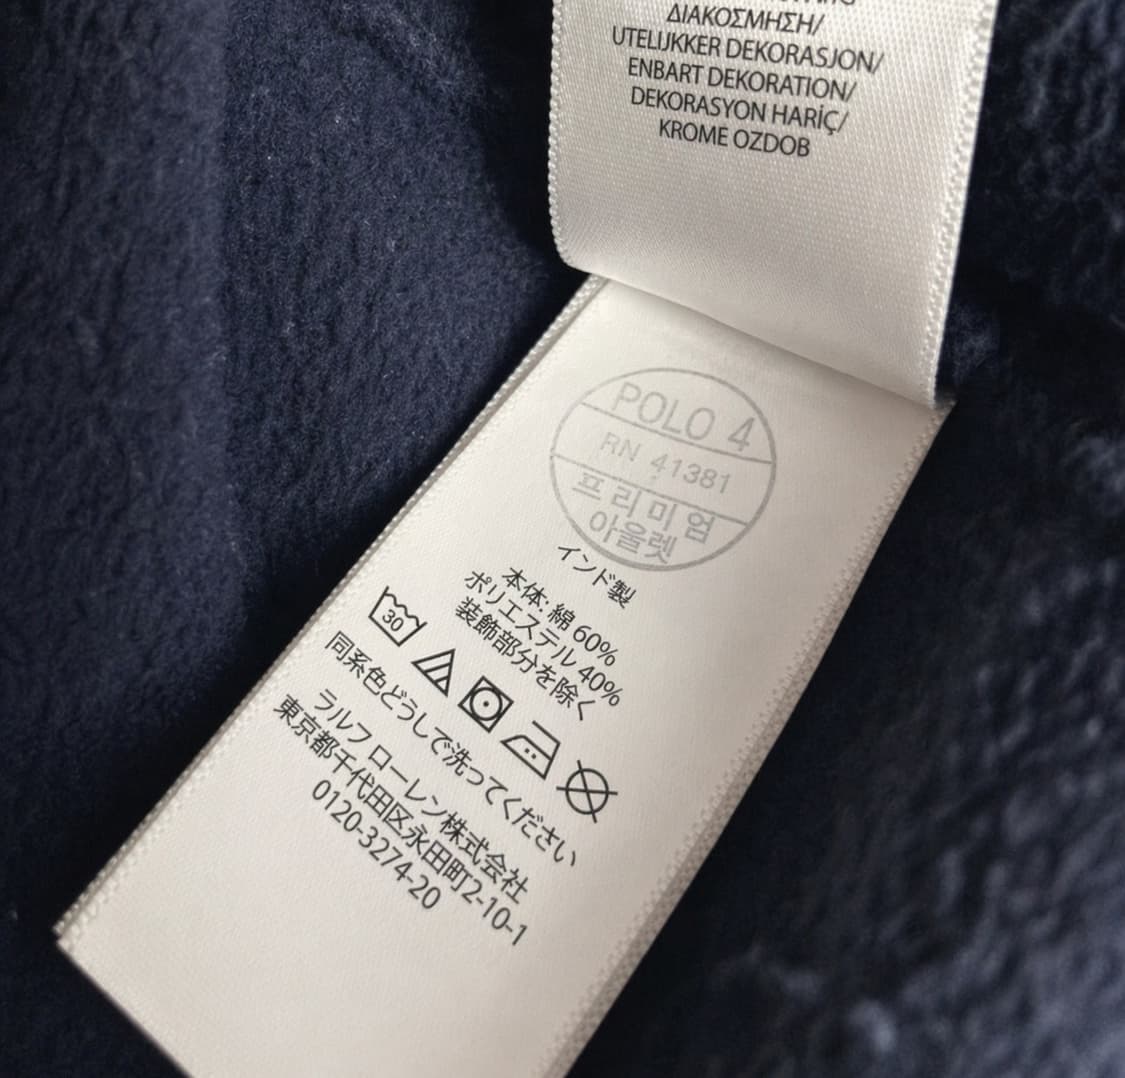 ΔΙΑΚΟΣΜΗΣΗ/
UTELIJKKER DEKORASJON/
ENBART DEKORATION/
DEKORASYON HARİÇ/
KROME OZDOB
POLO 4
RN 41381
프리미엄
아울렛
インド製
本体: 綿 60%
ポリエステル 40%
装飾部分を除く
30
同系色どうしで洗ってください
ラルフ ローレン株式会社
東京都千代田区永田町2-10-1
0120-3274-20